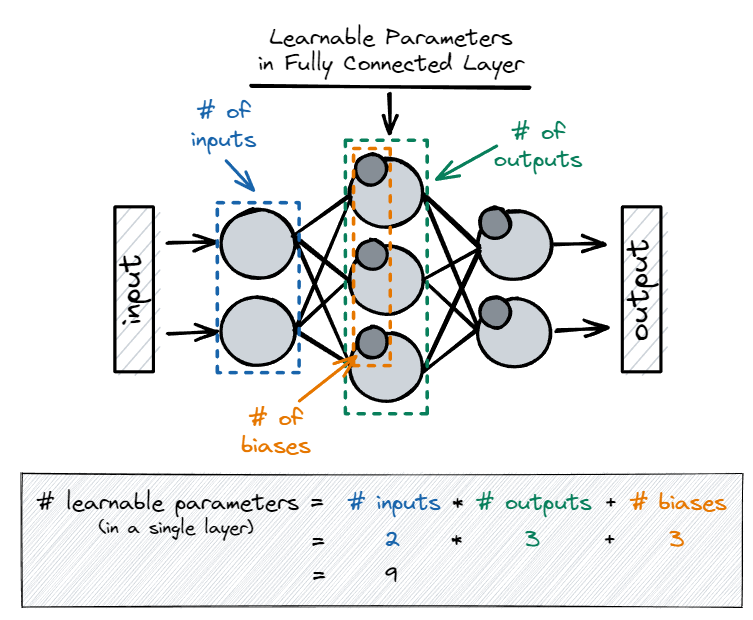 Learnable Parameters
in Fully Connected Layer
# of
inputs
# of
outputs
input
output
# of
biases
# learnable parameters = # inputs * # outputs + # biases
(in a single layer)
= 2 * 3 + 3
= 9